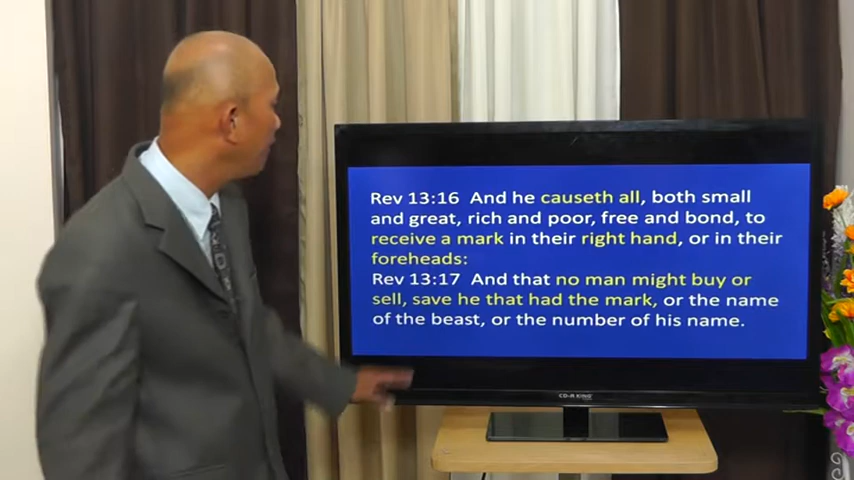 Rev 13:16  And he causeth all, both small
and great, rich and poor, free and bond, to
receive a mark in their right hand, or in their
foreheads:
Rev 13:17  And that no man might buy or
sell, save he that had the mark, or the name
of the beast, or the number of his name.
CD-R KING